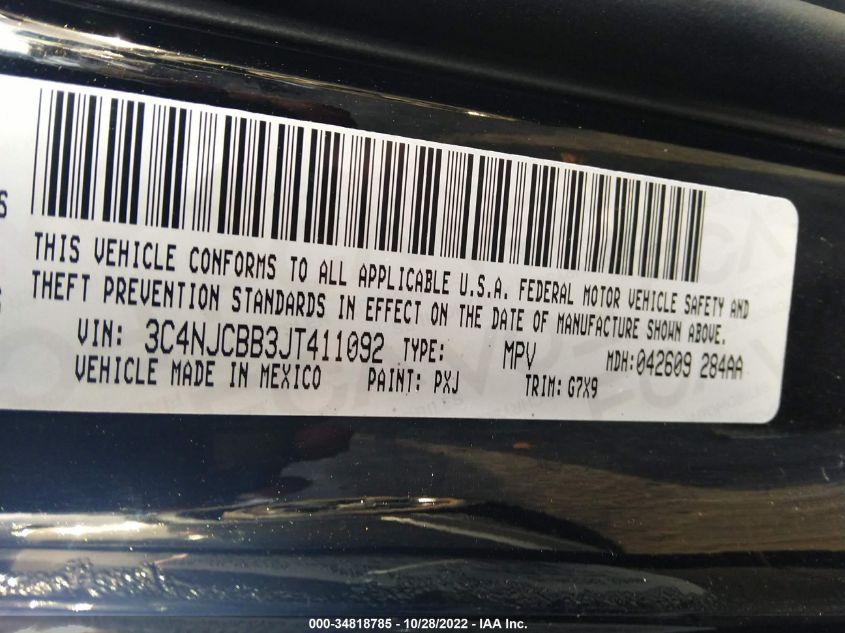 S
THIS VEHICLE CONFORMS TO ALL APPLICABLE U.S.A. FEDERAL MOTOR VEHICLE SAFETY AND
THEFT PREVENTION STANDARDS IN EFFECT ON THE DATE OF MANUFACTURE SHOWN ABOVE.
VIN: 3C4NJCBB3JT411092 TYPE: MPV MDH:042609 284AA
VEHICLE MADE IN MEXICO PAINT: PXJ TRIM: G7X9
000-34818785 - 10/28/2022 - IAA Inc.